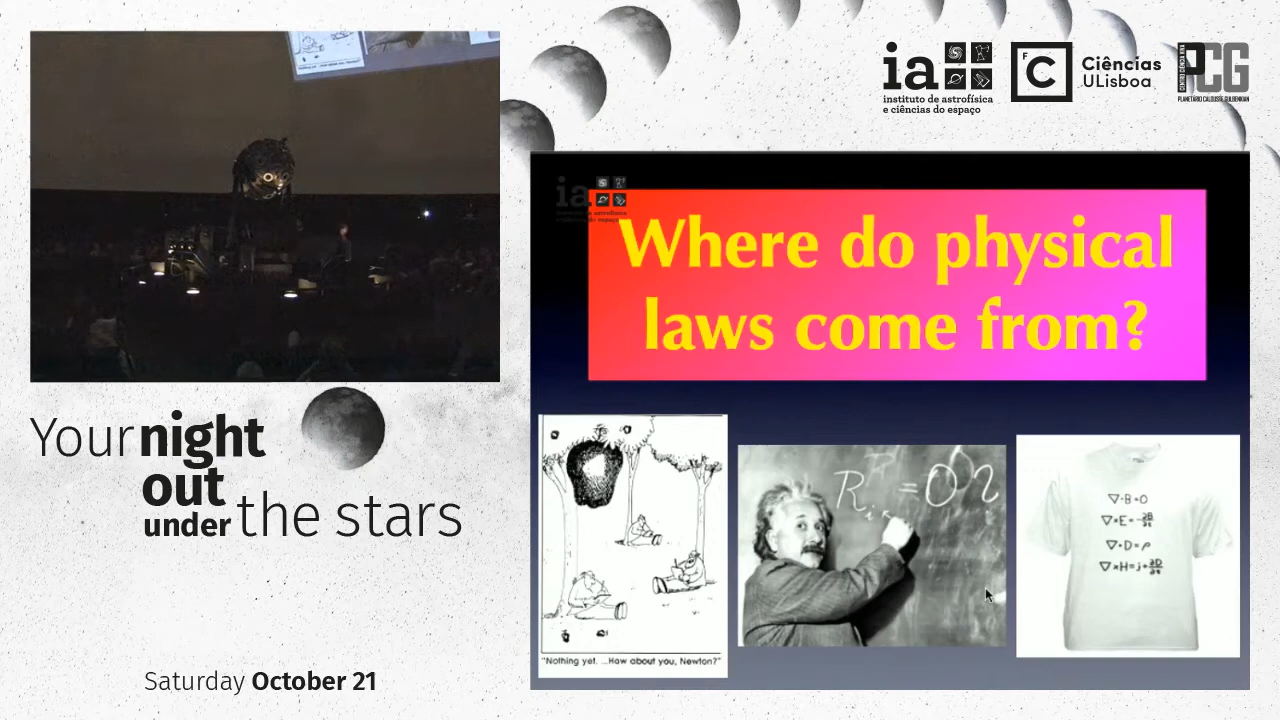 ia
instituto de astrofísica
e ciências do espaço
F
C
Ciências
ULisboa
PCG
PLANETÁRIO CALOUSTE GULBENKIAN
Where do physical
laws come from?
∇·B=0
∇×E=-∂B/∂t
∇·D=ρ
∇×H=j+∂D/∂t
"Nothing yet. ...How about you, Newton?"
Your night
out
under the stars
Saturday October 21